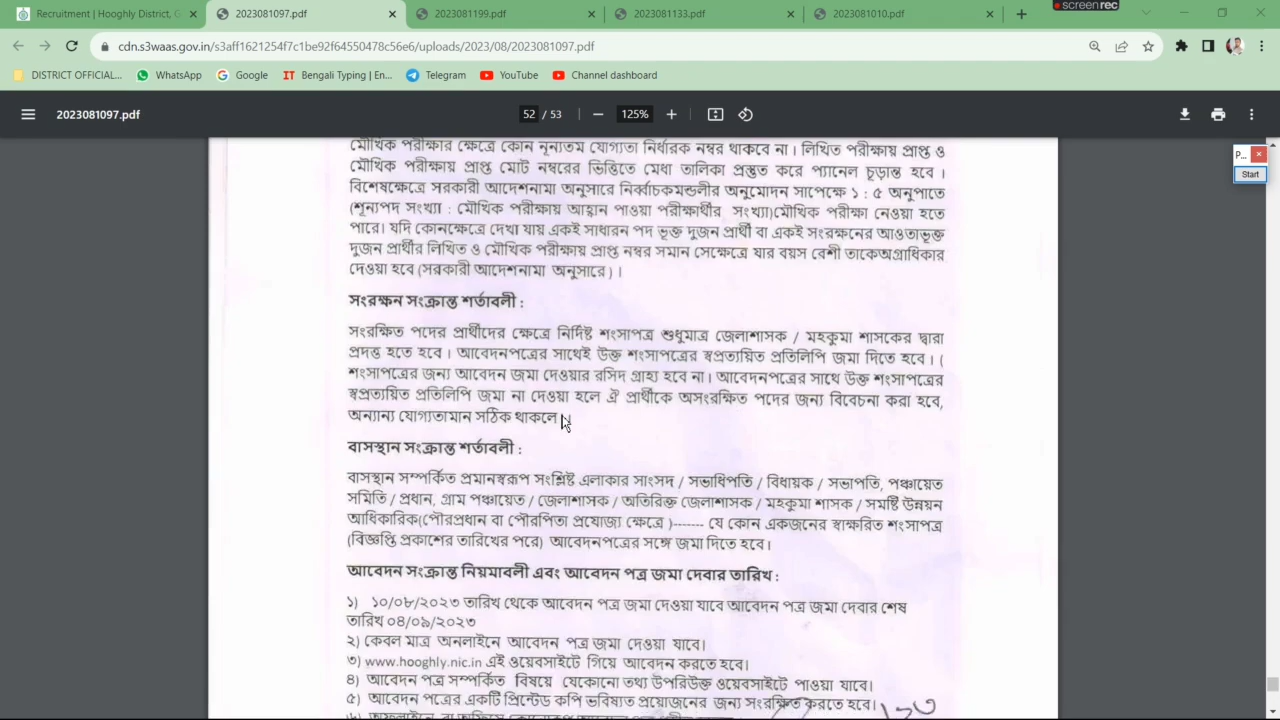 Recruitment | Hooghly District, G
2023081097.pdf
2023081199.pdf
2023081133.pdf
2023081010.pdf
screenrec
cdn.s3waas.gov.in/s3aff1621254f7c1be92f64550478c56e6/uploads/2023/08/2023081097.pdf
DISTRICT OFFICIAL...
WhatsApp
Google
Bengali Typing | En...
Telegram
YouTube
Channel dashboard
2023081097.pdf
52 / 53
125%
P...
Start
মৌখিক পরীক্ষার ক্ষেত্রে কোন নূন্যতম যোগ্যতা নির্ধারক নম্বর থাকবে না । লিখিত পরীক্ষায় প্রাপ্ত ও
মৌখিক পরীক্ষায় প্রাপ্ত মোট নম্বরের ভিত্তিতে মেধা তালিকা প্রস্তুত করে প্যানেল চূড়ান্ত হবে ।
বিশেষক্ষেত্রে সরকারী আদেশনামা অনুসারে নির্ব্বাচকমন্ডলীর অনুমোদন সাপেক্ষে ১ : ৫ অনুপাতে
(শূন্যপদ সংখ্যা : মৌখিক পরীক্ষায় আহ্বান পাওয়া পরীক্ষার্থীর সংখ্যা)মৌখিক পরীক্ষা নেওয়া হতে
পারে। যদি কোনক্ষেত্রে দেখা যায় একই সাধারন পদ ভূক্ত দুজন প্রার্থী বা একই সংরক্ষনের আওতাভূক্ত
দুজন প্রার্থীর লিখিত ও মৌখিক পরীক্ষায় প্রাপ্ত নম্বর সমান সেক্ষেত্রে যার বয়স বেশী তাকেঅগ্রাধিকার
দেওয়া হবে (সরকারী আদেশনামা অনুসারে ) ।
সংরক্ষন সংক্রান্ত শর্তাবলী :
সংরক্ষিত পদের প্রার্থীদের ক্ষেত্রে নির্দিষ্ট শংসাপত্র শুধুমাত্র জেলাশাসক / মহকুমা শাসকের দ্বারা
প্রদত্ত হতে হবে । আবেদনপত্রের সাথেই উক্ত শংসাপত্রের স্বপ্রত্যয়িত প্রতিলিপি জমা দিতে হবে । (
শংসাপত্রের জন্য আবেদন জমা দেওয়ার রসিদ গ্রাহ্য হবে না। আবেদনপত্রের সাথে উক্ত শংসাপত্রের
স্বপ্রত্যয়িত প্রতিলিপি জমা না দেওয়া হলে ঐ প্রার্থীকে অসংরক্ষিত পদের জন্য বিবেচনা করা হবে,
অন্যান্য যোগ্যতামান সঠিক থাকলে
বাসস্থান সংক্রান্ত শর্তাবলী :
বাসস্থান সম্পর্কিত প্রমানস্বরূপ সংশ্লিষ্ট এলাকার সাংসদ / সভাধিপতি / বিধায়ক / সভাপতি, পঞ্চায়েত
সমিতি / প্রধান, গ্রাম পঞ্চায়েত / জেলাশাসক / অতিরিক্ত জেলাশাসক / মহকুমা শাসক / সমষ্টি উন্নয়ন
আধিকারিক(পৌরপ্রধান বা পৌরপিতা প্রযোজ্য ক্ষেত্রে )------- যে কোন একজনের স্বাক্ষরিত শংসাপত্র
(বিজ্ঞপ্তি প্রকাশের তারিখের পরে) আবেদনপত্রের সঙ্গে জমা দিতে হবে।
আবেদন সংক্রান্ত নিয়মাবলী এবং আবেদন পত্র জমা দেবার তারিখ :
১) ১০/০৮/২০২৩ তারিখ থেকে আবেদন পত্র জমা দেওয়া যাবে আবেদন পত্র জমা দেবার শেষ
তারিখ ০৪/০৯/২০২৩
২) কেবল মাত্র অনলাইনে আবেদন পত্র জমা দেওয়া যাবে।
৩) www.hooghly.nic.in এই ওয়েবসাইটে গিয়ে আবেদন করতে হবে।
৪) আবেদন পত্র সম্পর্কিত বিষয়ে যেকোনো তথ্য উপরিউক্ত ওয়েবসাইটে পাওয়া যাবে।
৫) আবেদন পত্রের একটি প্রিন্টেড কপি ভবিষ্যত প্রয়োজনের জন্য সংরক্ষিত করতে হবে।